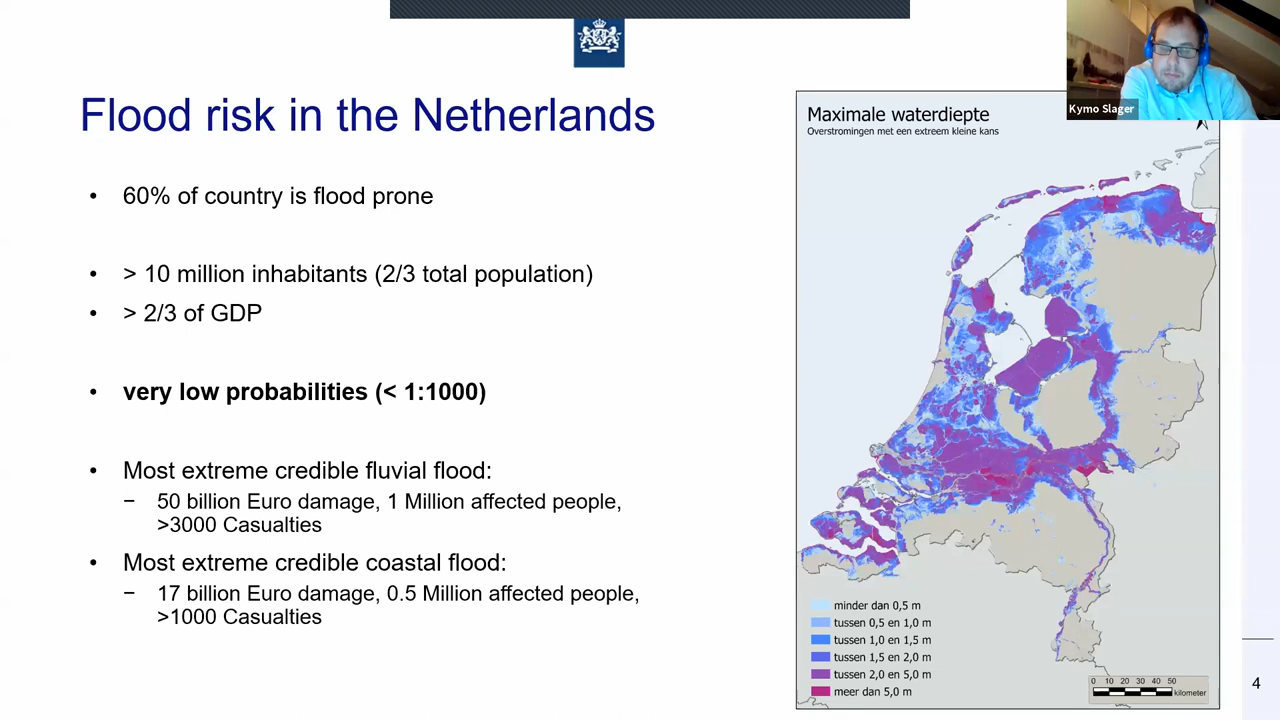 Kymo Slager
Flood risk in the Netherlands
• 60% of country is flood prone
• > 10 million inhabitants (2/3 total population)
• > 2/3 of GDP
• very low probabilities (< 1:1000)
• Most extreme credible fluvial flood:
− 50 billion Euro damage, 1 Million affected people,
>3000 Casualties
• Most extreme credible coastal flood:
− 17 billion Euro damage, 0.5 Million affected people,
>1000 Casualties
Maximale waterdiepte
Overstromingen met een extreem kleine kans
minder dan 0,5 m
tussen 0,5 en 1,0 m
tussen 1,0 en 1,5 m
tussen 1,5 en 2,0 m
tussen 2,0 en 5,0 m
meer dan 5,0 m
0 10 20 30 40 50
kilometer
4